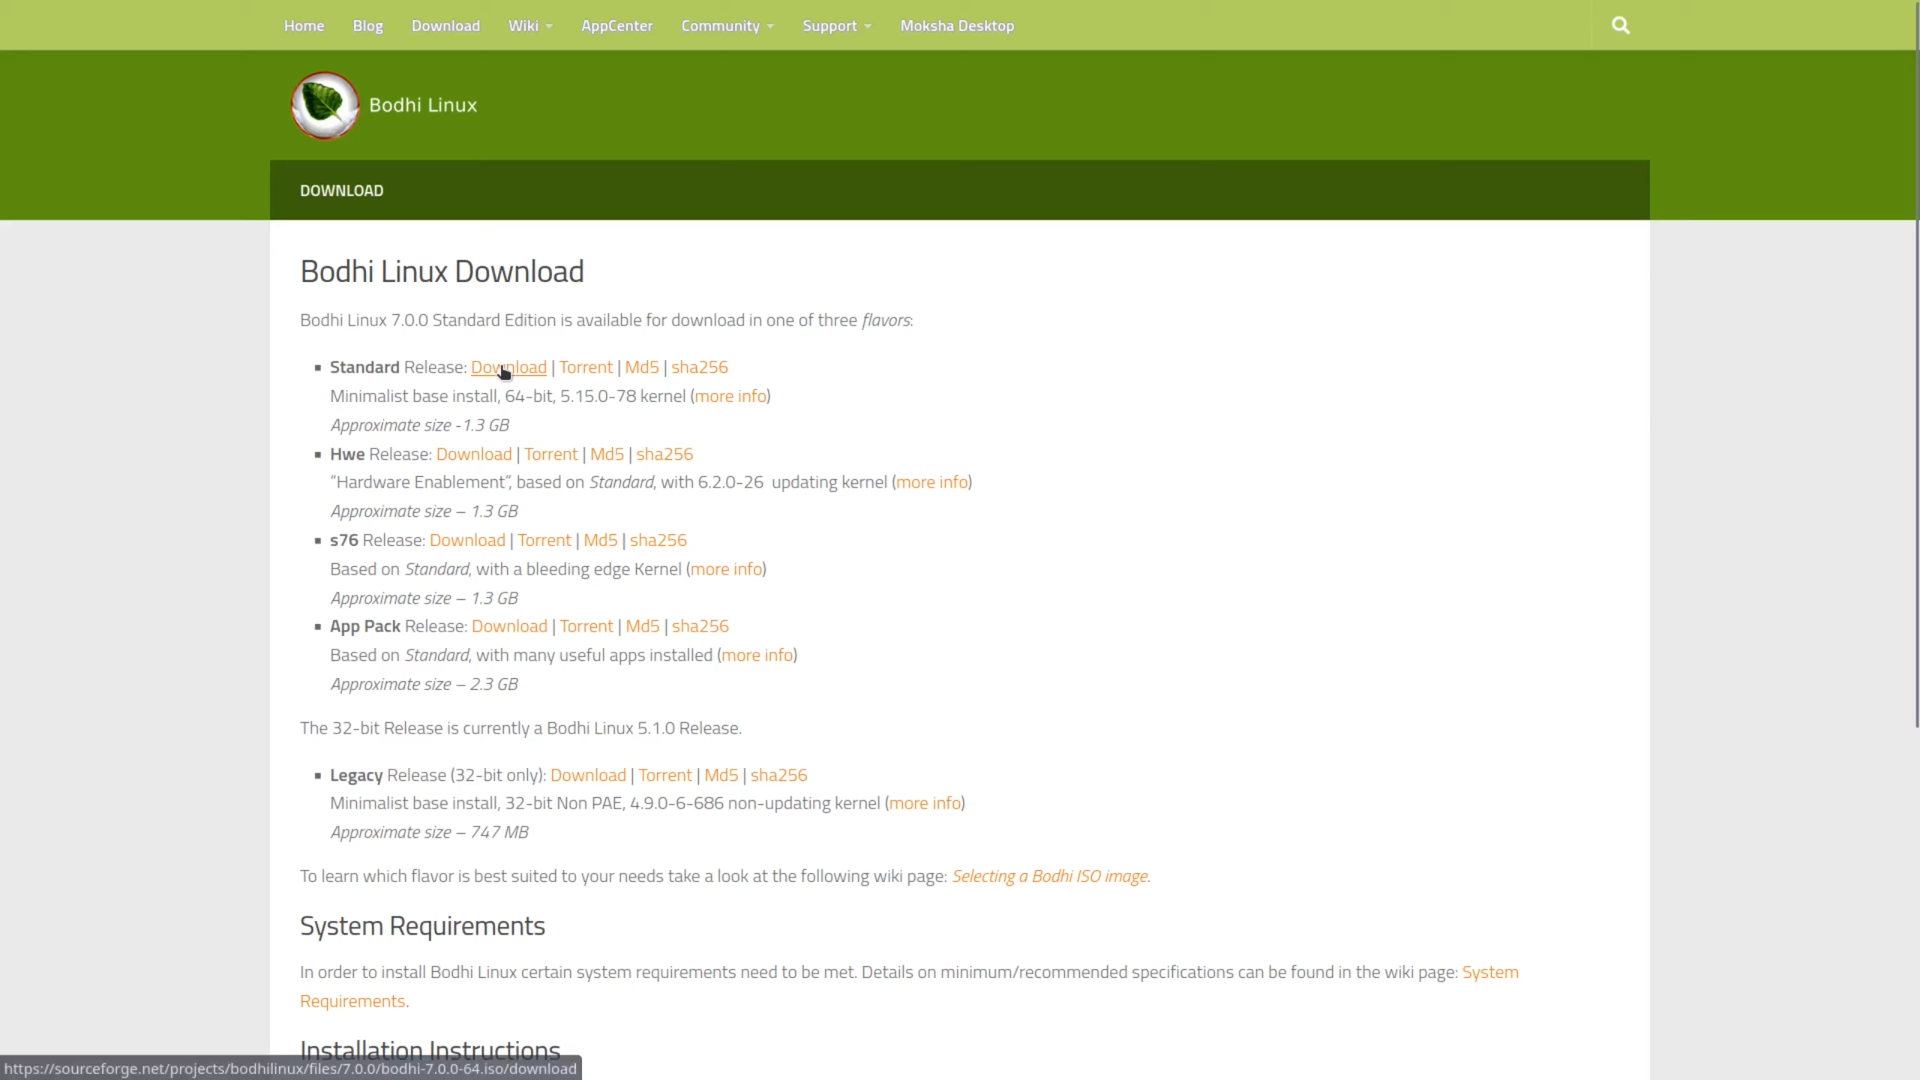 Home Blog Download Wiki AppCenter Community Support Moksha Desktop
Bodhi Linux
DOWNLOAD
Bodhi Linux Download
Bodhi Linux 7.0.0 Standard Edition is available for download in one of three flavors:
Standard Release: Download | Torrent | Md5 | sha256
Minimalist base install, 64-bit, 5.15.0-78 kernel (more info)
Approximate size -1.3 GB
Hwe Release: Download | Torrent | Md5 | sha256
“Hardware Enablement”, based on Standard, with 6.2.0-26 updating kernel (more info)
Approximate size – 1.3 GB
s76 Release: Download | Torrent | Md5 | sha256
Based on Standard, with a bleeding edge Kernel (more info)
Approximate size – 1.3 GB
App Pack Release: Download | Torrent | Md5 | sha256
Based on Standard, with many useful apps installed (more info)
Approximate size – 2.3 GB
The 32-bit Release is currently a Bodhi Linux 5.1.0 Release.
Legacy Release (32-bit only): Download | Torrent | Md5 | sha256
Minimalist base install, 32-bit Non PAE, 4.9.0-6-686 non-updating kernel (more info)
Approximate size – 747 MB
To learn which flavor is best suited to your needs take a look at the following wiki page: Selecting a Bodhi ISO image.
System Requirements
In order to install Bodhi Linux certain system requirements need to be met. Details on minimum/recommended specifications can be found in the wiki page: System
Requirements.
Installation Instructions
https://sourceforge.net/projects/bodhilinux/files/7.0.0/bodhi-7.0.0-64.iso/download